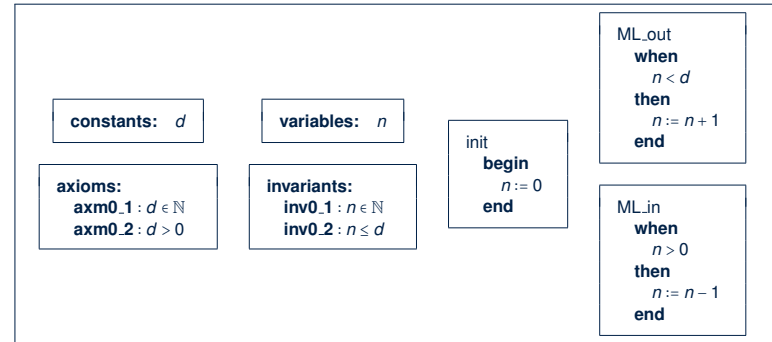 constants: d
axioms:
axm0_1 : d ∈ ℕ
axm0_2 : d > 0
variables: n
invariants:
inv0_1 : n ∈ ℕ
inv0_2 : n ≤ d
init
begin
n := 0
end
ML_out
when
n < d
then
n := n + 1
end
ML_in
when
n > 0
then
n := n − 1
end